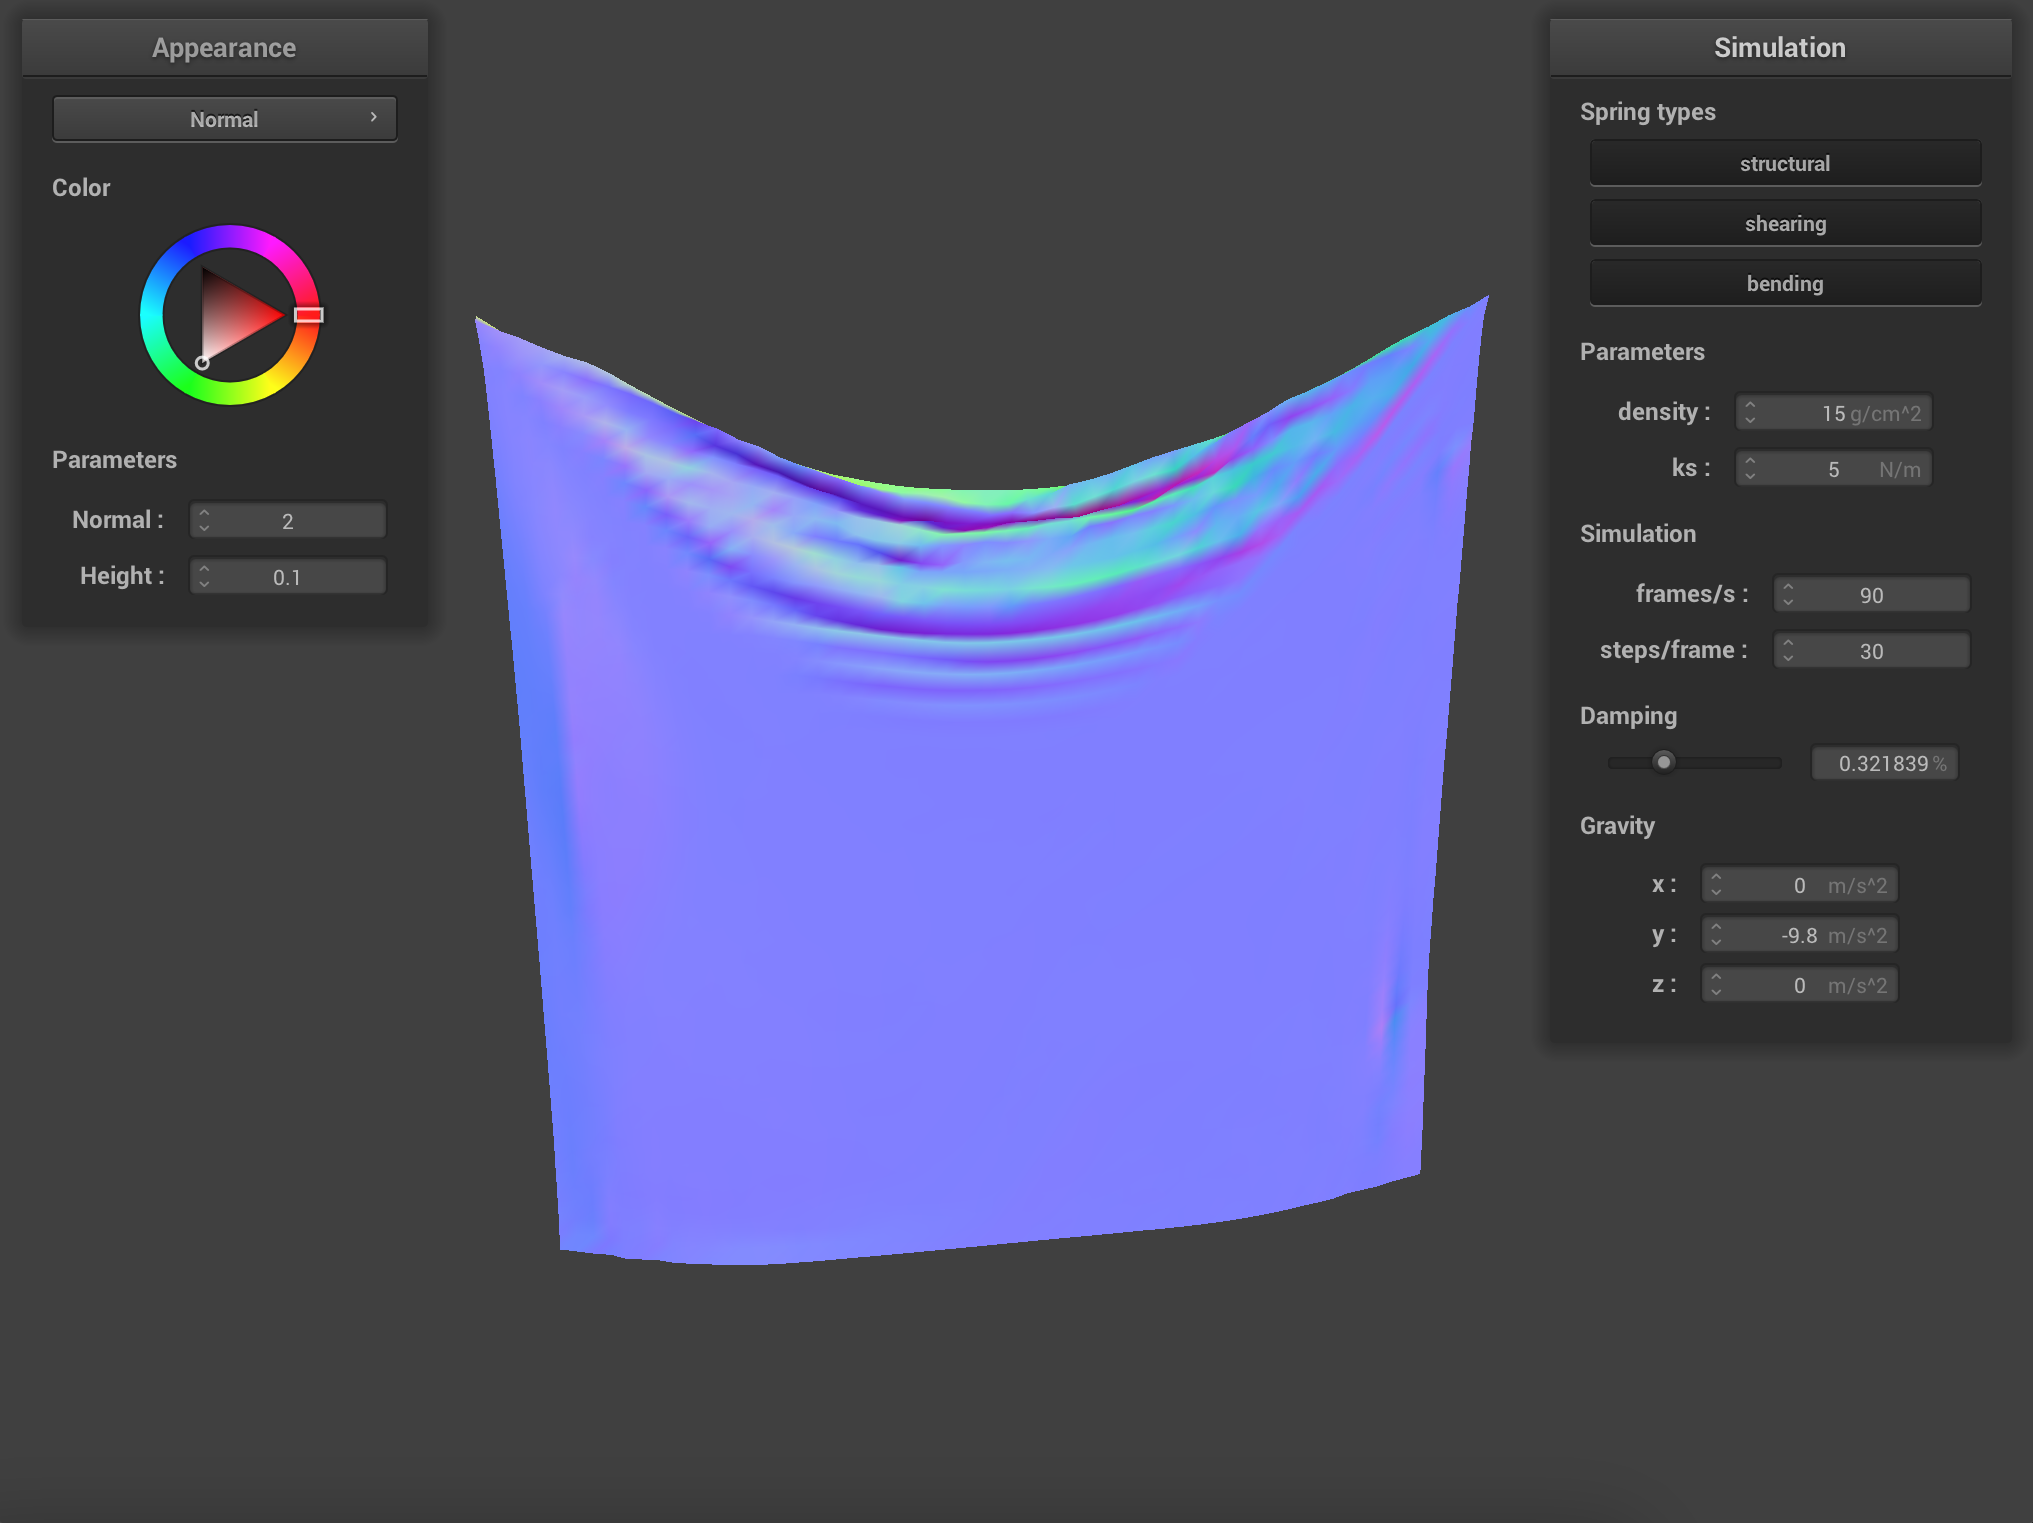 Appearance
Normal
Color
Parameters
Normal : 2
Height : 0.1
Simulation
Spring types
structural
shearing
bending
Parameters
density : 15 g/cm^2
ks : 5 N/m
Simulation
frames/s : 90
steps/frame : 30
Damping
0.321839 %
Gravity
x : 0 m/s^2
y : -9.8 m/s^2
z : 0 m/s^2